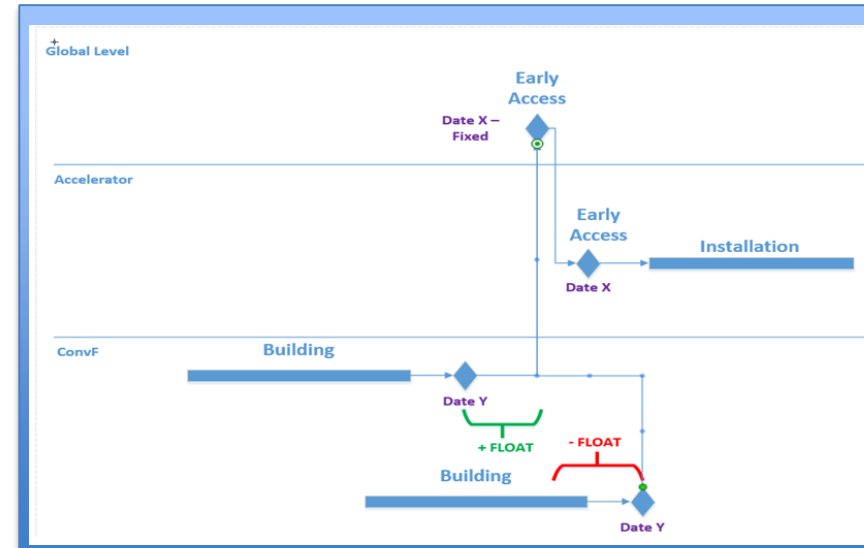 Global Level
Early
Access
Date X –
Fixed
Accelerator
Early
Access
Installation
Date X
ConvF
Building
Date Y
+ FLOAT
- FLOAT
Building
Date Y